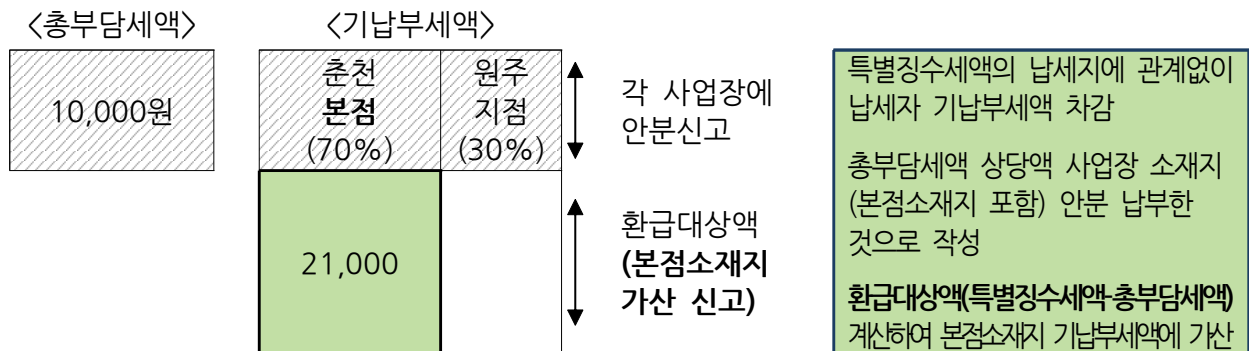 〈총부담세액〉
〈기납부세액〉
10,000원
춘천
본점
(70%)
원주
지점
(30%)
각 사업장에
안분신고
21,000
환급대상액
(본점소재지
가산 신고)
특별징수세액의 납세지에 관계없이
납세자 기납부세액 차감
총부담세액 상당액 사업장 소재지
(본점소재지 포함) 안분 납부한
것으로 작성
환급대상액(특별징수세액-총부담세액)
계산하여 본점소재지 기납부세액에 가산